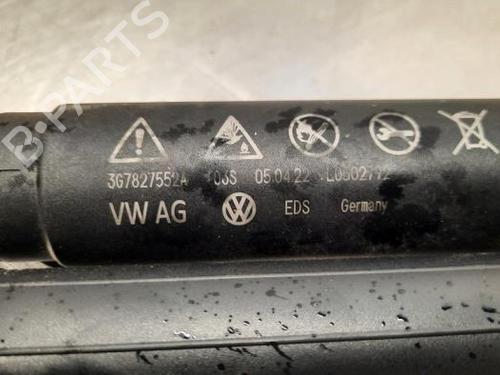 B-PARTS
3G7827552A 05.04.22
VW AG EDS Germany